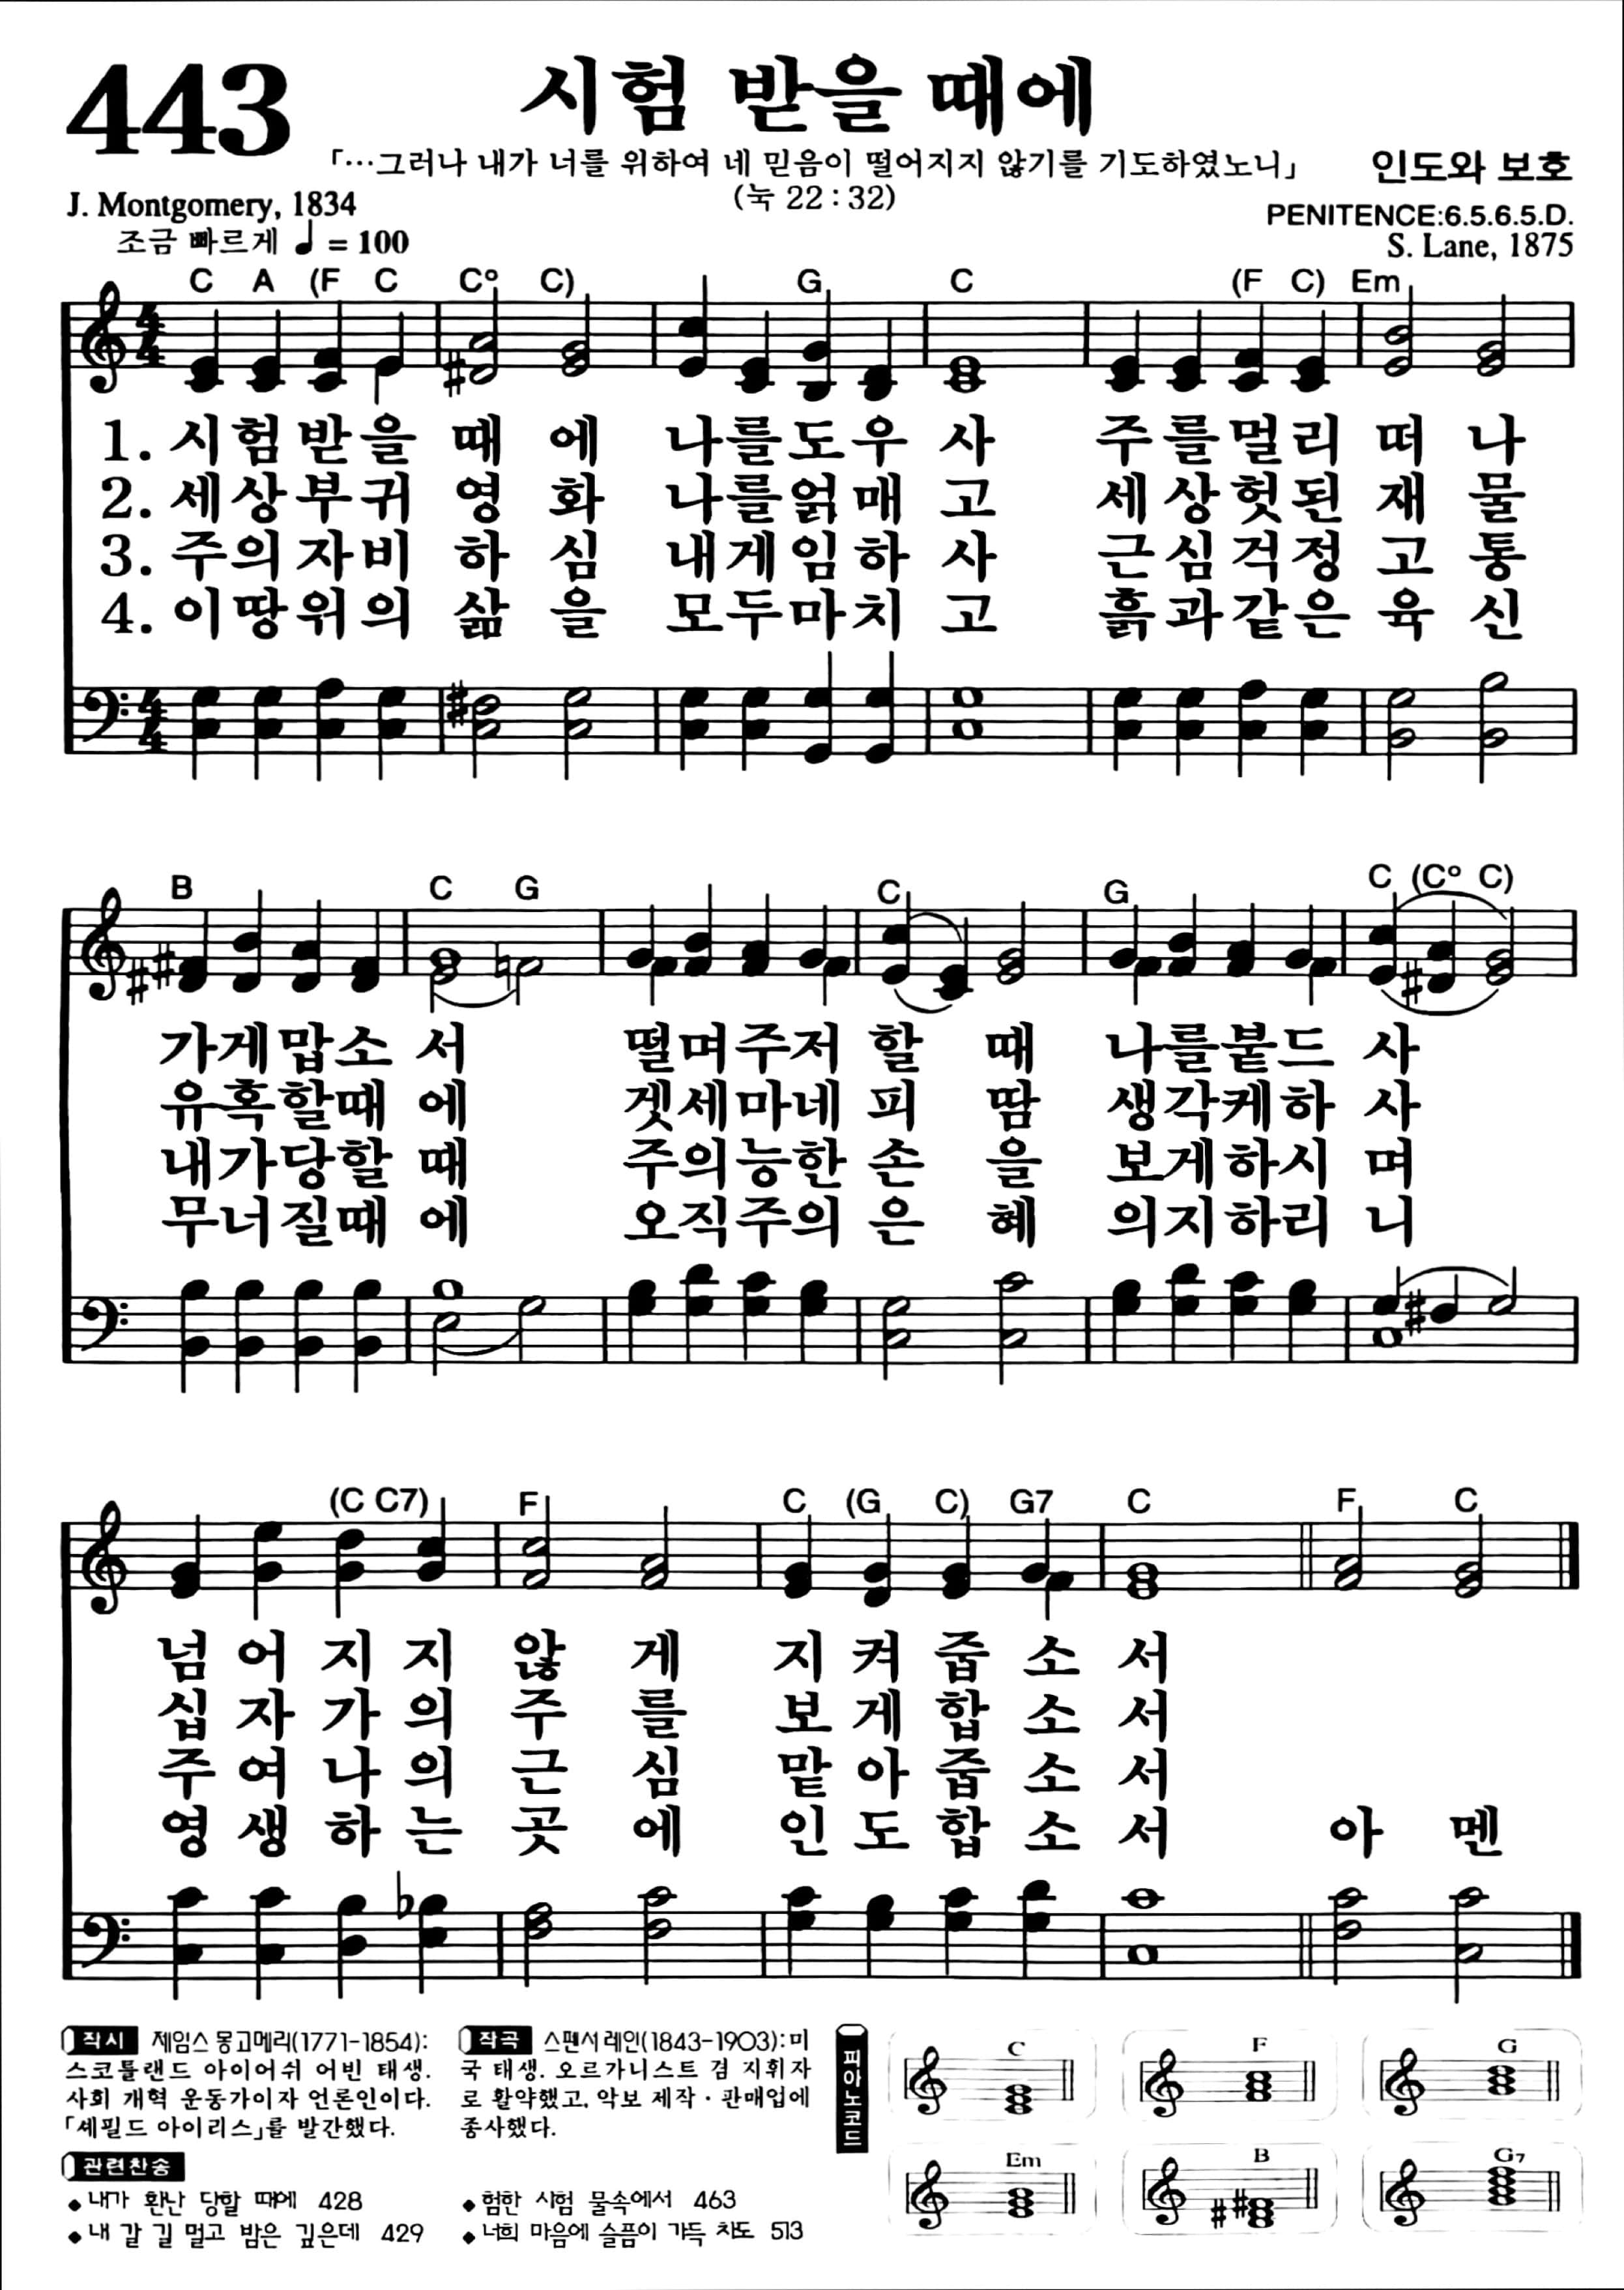 443
시험 받을 때에
「…그러나 내가 너를 위하여 네 믿음이 떨어지지 않기를 기도하였노니」
(눅 22 : 32)
인도와 보호
J. Montgomery, 1834
PENITENCE:6.5.6.5.D.
조금 빠르게 ♩ = 100
S. Lane, 1875
C A (F C C° C) G C (F C) Em
4/4
1. 시험받을 때에 나를도우 사 주를멀리 떠나
2. 세상부귀 영화 나를얽매 고 세상헛된 재물
3. 주의자비 하심 내게임하 사 근심걱정 고통
4. 이땅위의 삶을 모두마치 고 흙과같은 육신
4/4
B C G C G C (C° C)
가게맙소 서 떨며주저 할 때 나를붙드 사
유혹할때 에 겟세마네 피 땀 생각케하 사
내가당할 때 주의능한 손 을 보게하시 며
무너질때 에 오직주의 은 혜 의지하리 니
(C C7) F C (G C) G7 C F C
넘어지지 않게 지켜줍소서
십자가의 주를 보게합소서
주여나의 근심 맡아줍소서
영생하는 곳에 인도합소서 아멘
작시 제임스 몽고메리(1771-1854):
스코틀랜드 아이어쉬 어빈 태생.
사회 개혁 운동가이자 언론인이다.
「셰필드 아이리스」를 발간했다.
작곡 스펜서 레인(1843-1903):미
국 태생. 오르가니스트 겸 지휘자
로 활약했고, 악보 제작·판매업에
종사했다.
관련찬송
◆내가 환난 당할 때에 428
◆내 갈 길 멀고 밤은 깊은데 429
◆험한 시험 물속에서 463
◆너희 마음에 슬픔이 가득 차도 513
피아노코드
C F G
Em B G7